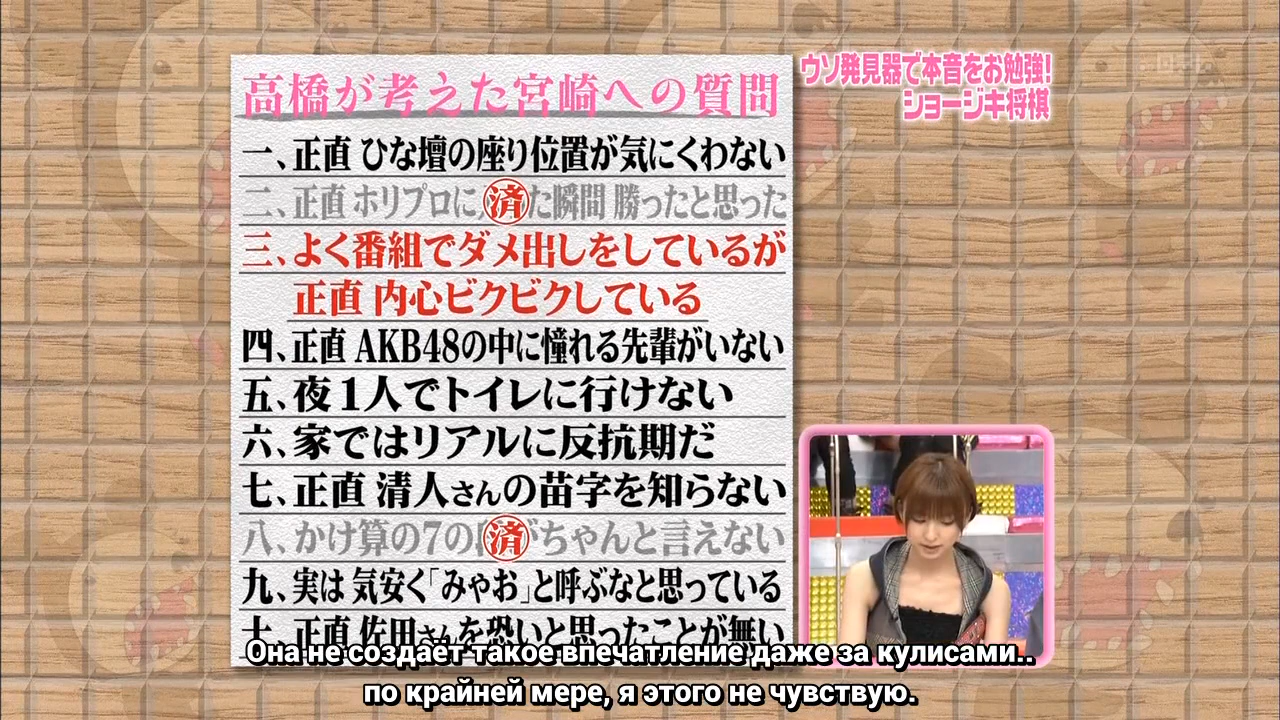 高橋が考えた宮崎への質問
一、正直 ひな壇の座り位置が気にくわない
二、正直 ホリプロに 済 た瞬間 勝ったと思った
三、よく番組でダメ出しをしているが
正直 内心ビクビクしている
四、正直 AKB48の中に憧れる先輩がいない
五、夜1人でトイレに行けない
六、家ではリアルに反抗期だ
七、正直 清人さんの苗字を知らない
八、かけ算の7の 済 がちゃんと言えない
九、実は 気安く「みゃお」と呼ぶなと思っている
十、正直 佐田さんを恐いと思ったことが無い
ウソ発見器で本音をお勉強!
ショージキ将棋
Она не создаёт такое впечатление даже за кулисами..
по крайней мере, я этого не чувствую.